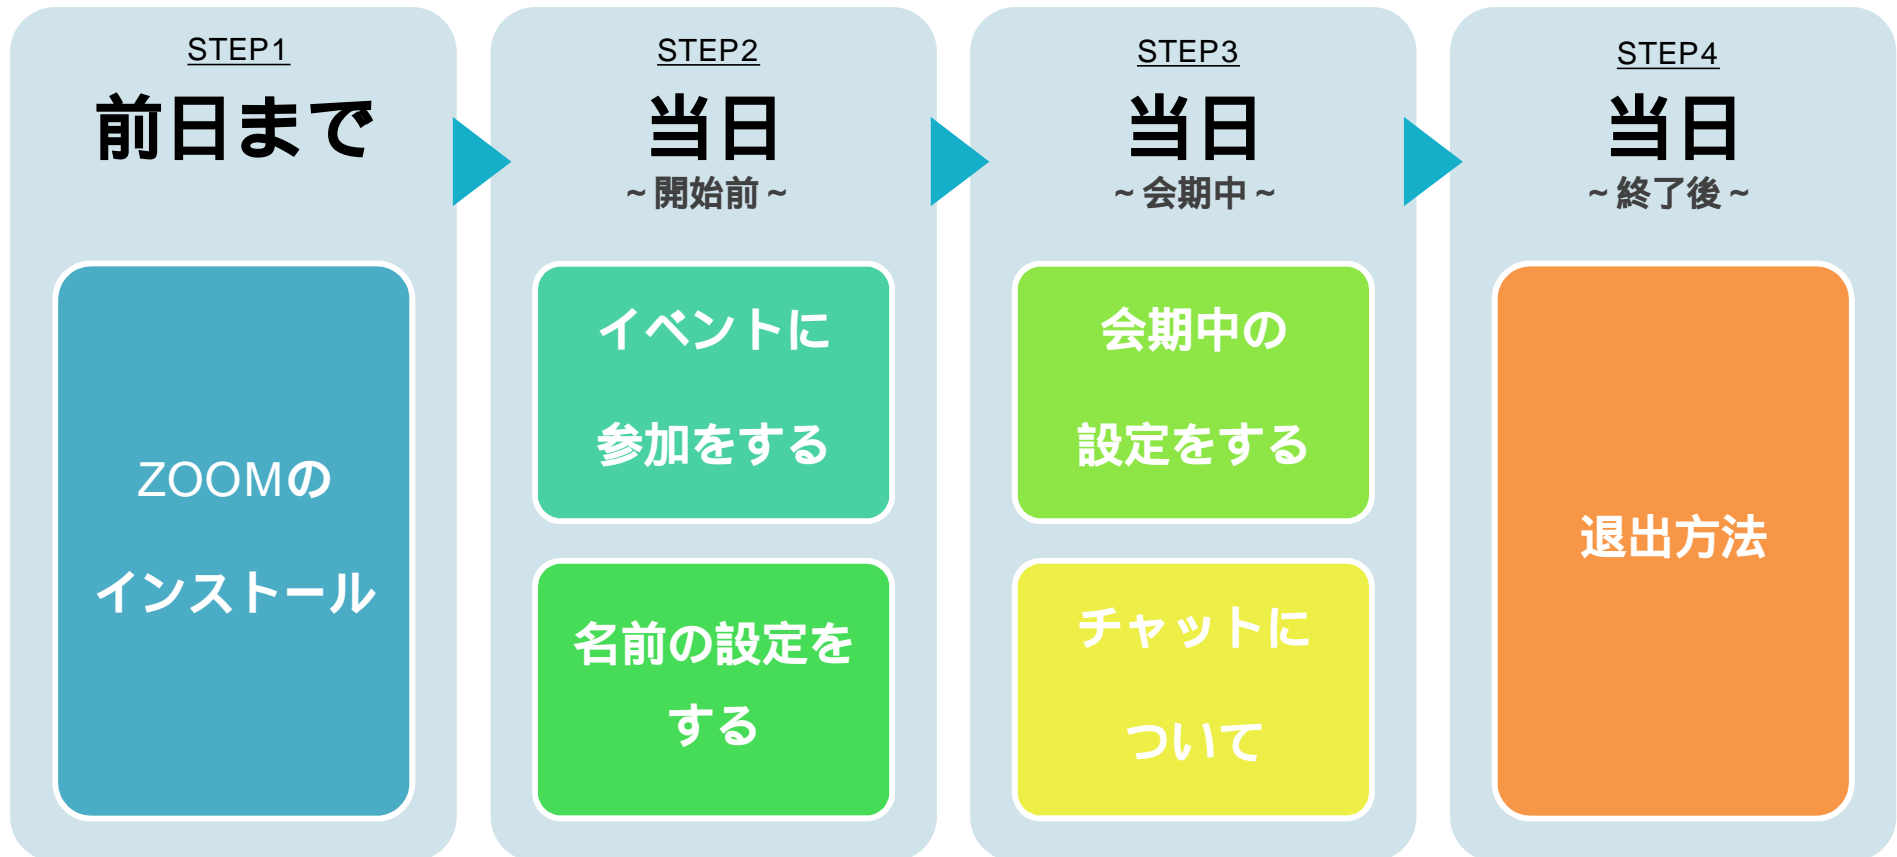 STEP1
前日まで
ZOOMの
インストール
STEP2
当日
~ 開始前 ~
イベントに
参加をする
名前の設定を
する
STEP3
当日
~ 会期中 ~
会期中の
設定をする
チャットに
ついて
STEP4
当日
~ 終了後 ~
退出方法